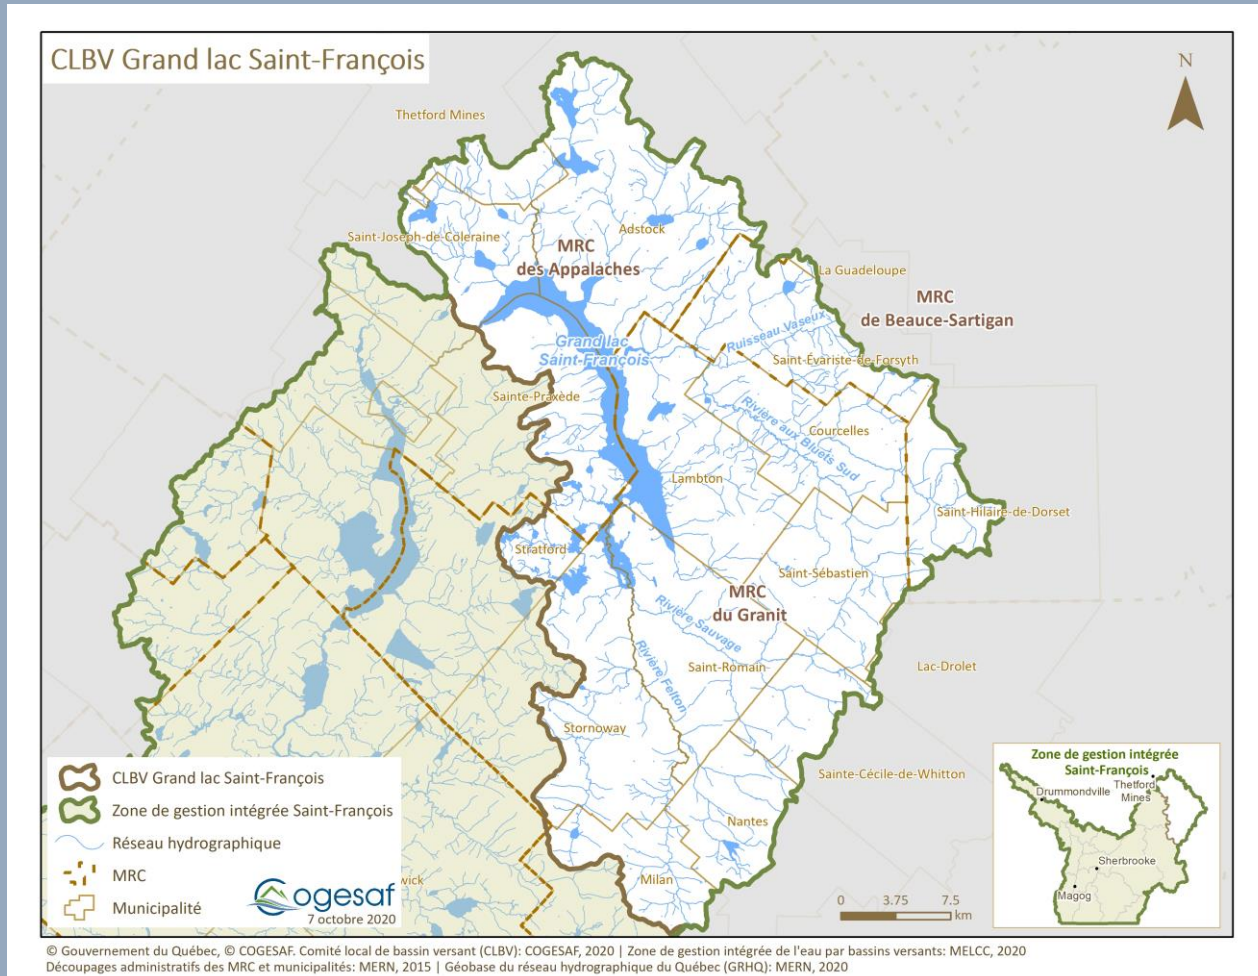 CLBV Grand lac Saint-François
N
Thetford Mines
Saint-Joseph-de-Coleraine
Adstock
MRC
des Appalaches
La Guadeloupe
MRC
de Beauce-Sartigan
Ruisseau Vaseux
Grand lac
Saint-François
Saint-Évariste-de-Forsyth
Sainte-Praxède
Rivière aux Bluets Sud
Courcelles
Lambton
Saint-Hilaire-de-Dorset
Stratford
Saint-Sébastien
MRC
du Granit
Rivière Sauvage
Rivière Felton
Saint-Romain
Lac-Drolet
Stornoway
Sainte-Cécile-de-Whitton
Nantes
Milan
CLBV Grand lac Saint-François
Zone de gestion intégrée Saint-François
Réseau hydrographique
MRC
Municipalité
wick
Cogesaf
7 octobre 2020
0 3.75 7.5
km
Zone de gestion intégrée
Saint-François
Thetford
Mines
Drummondville
Sherbrooke
Magog
© Gouvernement du Québec, © COGESAF. Comité local de bassin versant (CLBV): COGESAF, 2020 | Zone de gestion intégrée de l'eau par bassins versants: MELCC, 2020
Découpages administratifs des MRC et municipalités: MERN, 2015 | Géobase du réseau hydrographique du Québec (GRHQ): MERN, 2020